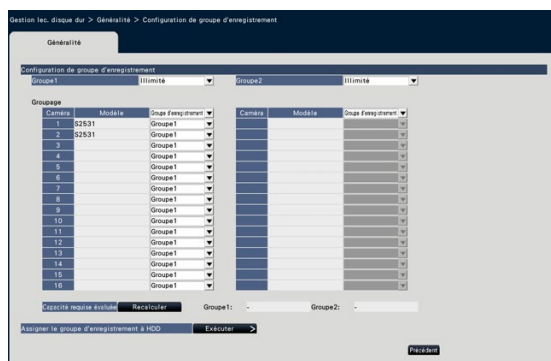 Gestion lec. disque dur > Généralité > Configuration de groupe d'enregistrement
Généralité
Configuration de groupe d'enregistrement
Groupe1 Illimité Groupe2 Illimité
Groupage
Caméra Modèle Groupe d'enregistrement Caméra Modèle Groupe d'enregistrement
1 S2531 Groupe1
2 S2531 Groupe1
3 Groupe1
4 Groupe1
5 Groupe1
6 Groupe1
7 Groupe1
8 Groupe1
9 Groupe1
10 Groupe1
11 Groupe1
12 Groupe1
13 Groupe1
14 Groupe1
15 Groupe1
16 Groupe1
Capacité requise évaluée Recalculer Groupe1: - Groupe2: -
Assigner le groupe d'enregistrement à HDD Exécuter >
Précédent